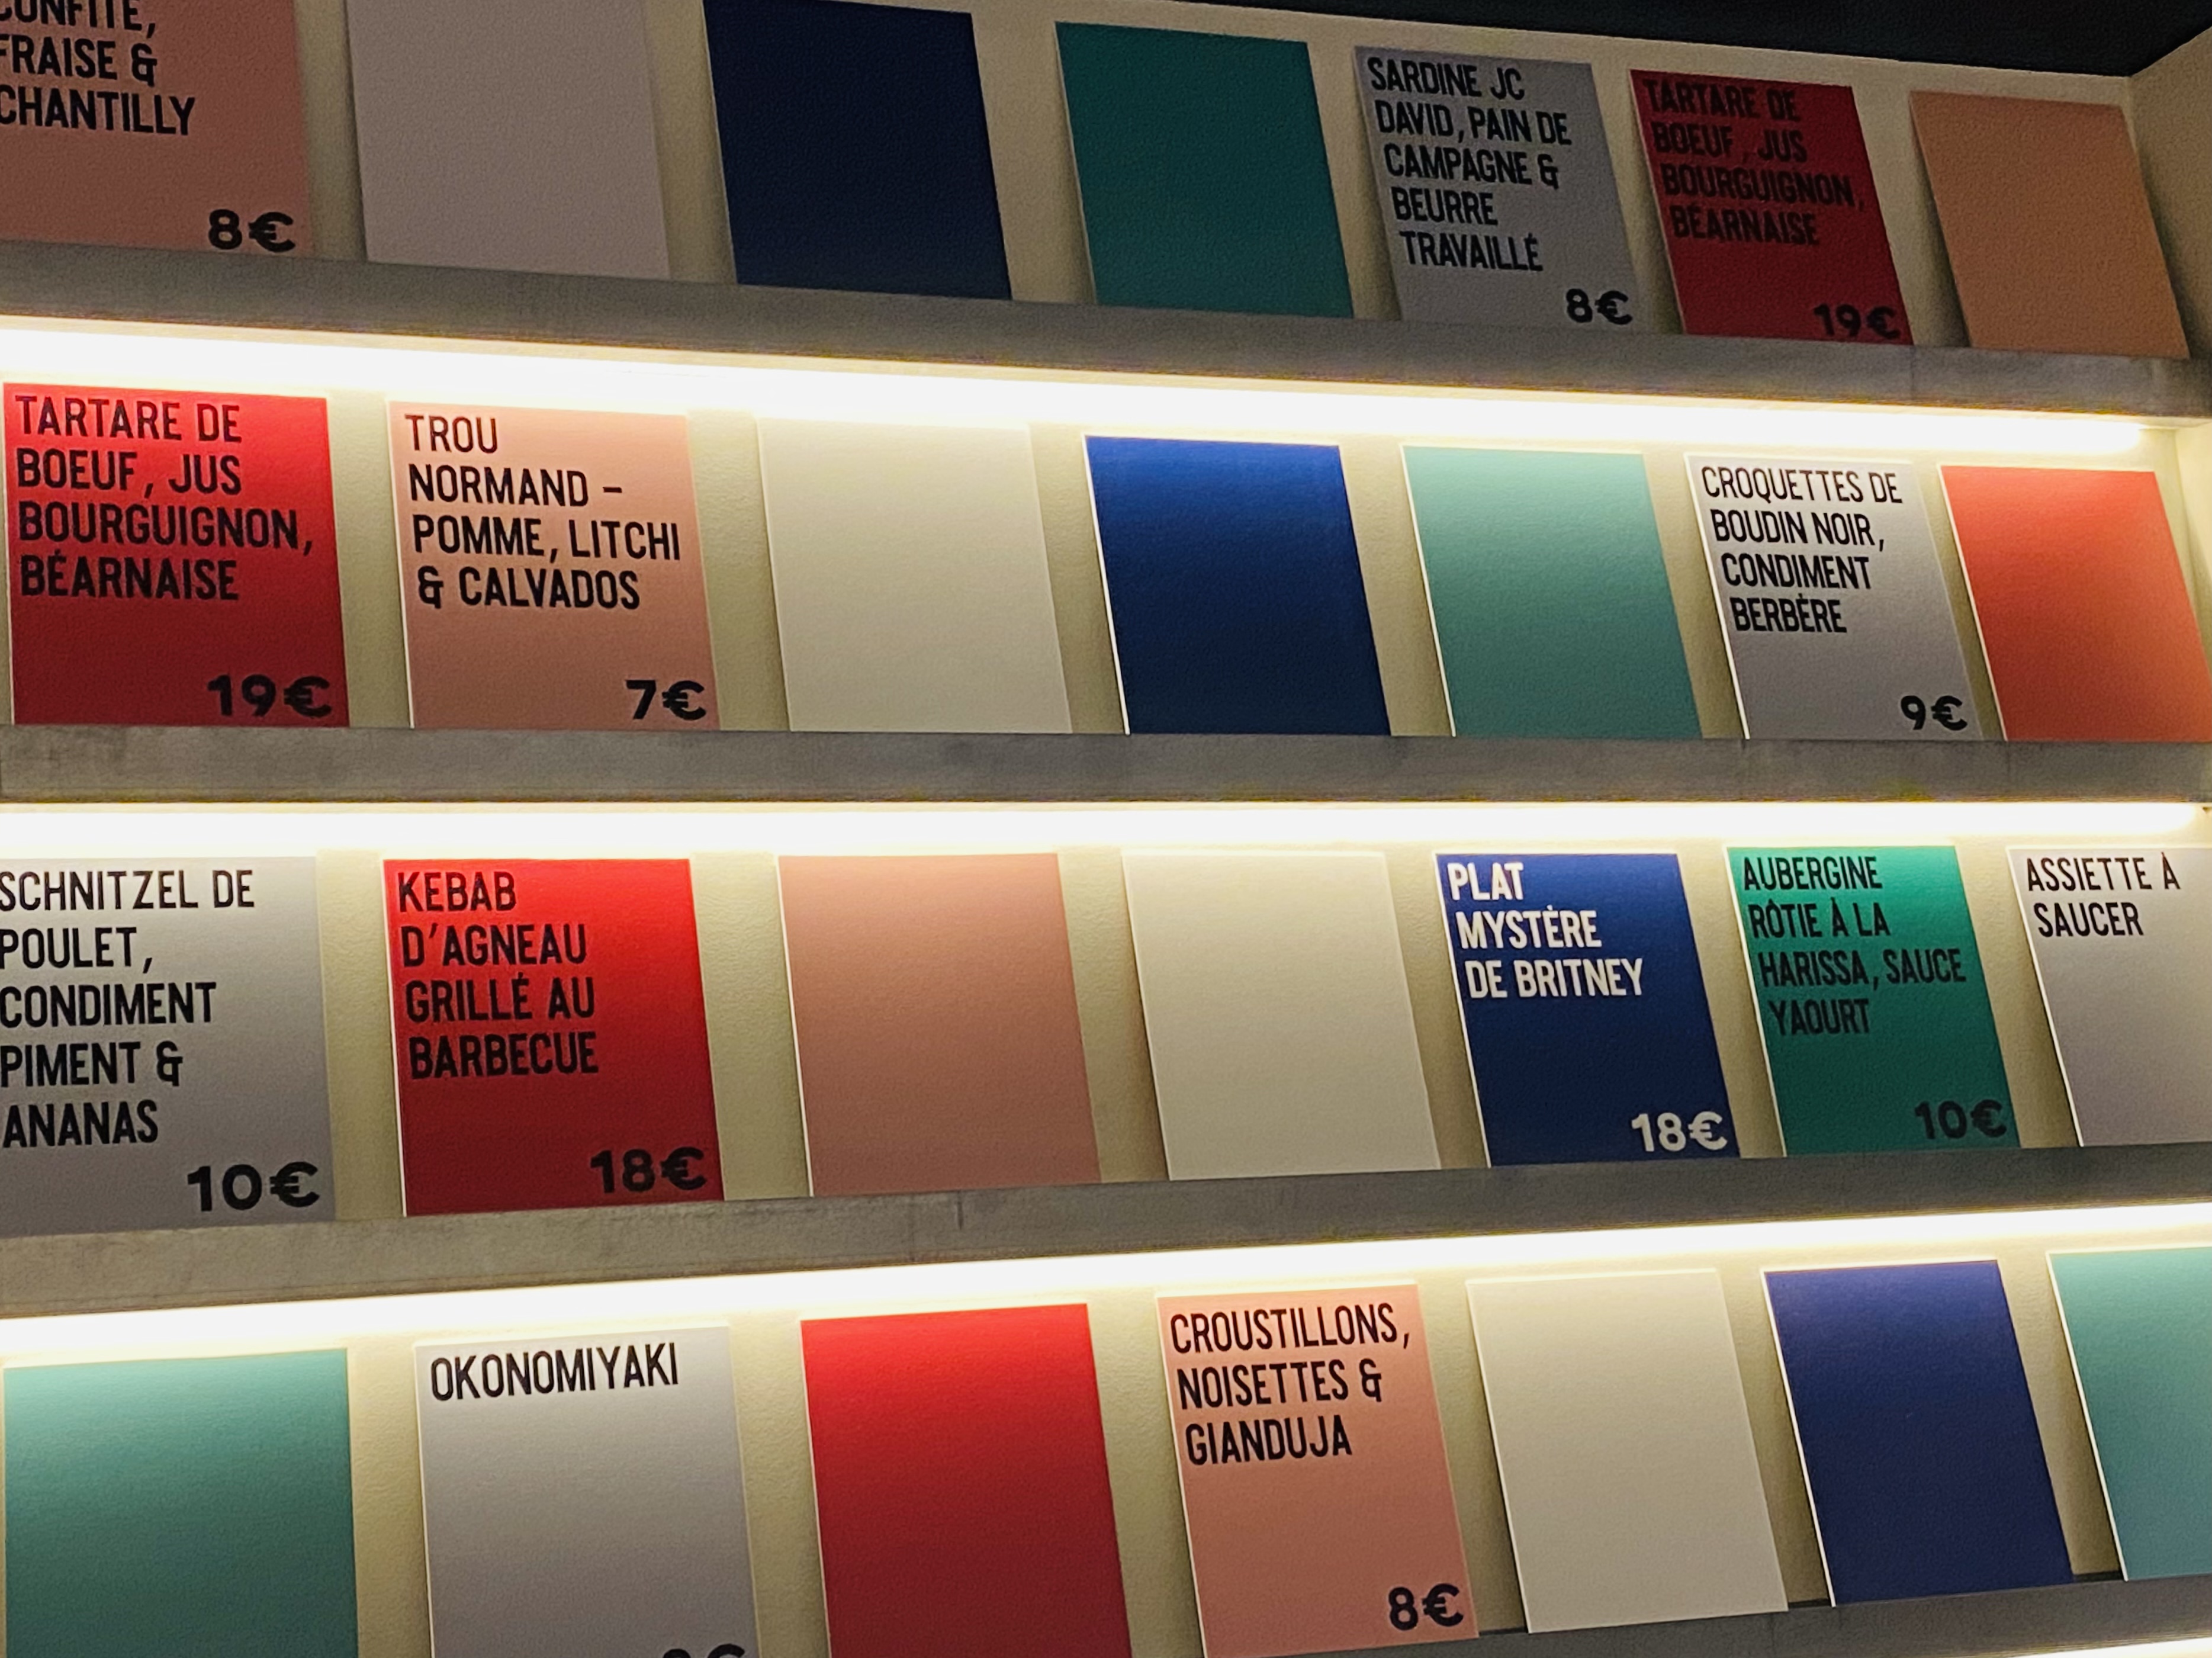 FRAISE &
CHANTILLY
8€
SARDINE JC
DAVID, PAIN DE
CAMPAGNE &
BEURRE
TRAVAILLÉ
8€
TARTARE DE
BOEUF, JUS
BOURGUIGNON,
BÉARNAISE
19€
TARTARE DE
BOEUF, JUS
BOURGUIGNON,
BÉARNAISE
19€
TROU
NORMAND –
POMME, LITCHI
& CALVADOS
7€
CROQUETTES DE
BOUDIN NOIR,
CONDIMENT
BERBÈRE
9€
SCHNITZEL DE
POULET,
CONDIMENT
PIMENT &
ANANAS
10€
KEBAB
D'AGNEAU
GRILLÉ AU
BARBECUE
18€
PLAT
MYSTÈRE
DE BRITNEY
18€
AUBERGINE
RÔTIE À LA
HARISSA, SAUCE
YAOURT
10€
ASSIETTE À
SAUCER
OKONOMIYAKI
CROUSTILLONS,
NOISETTES &
GIANDUJA
8€